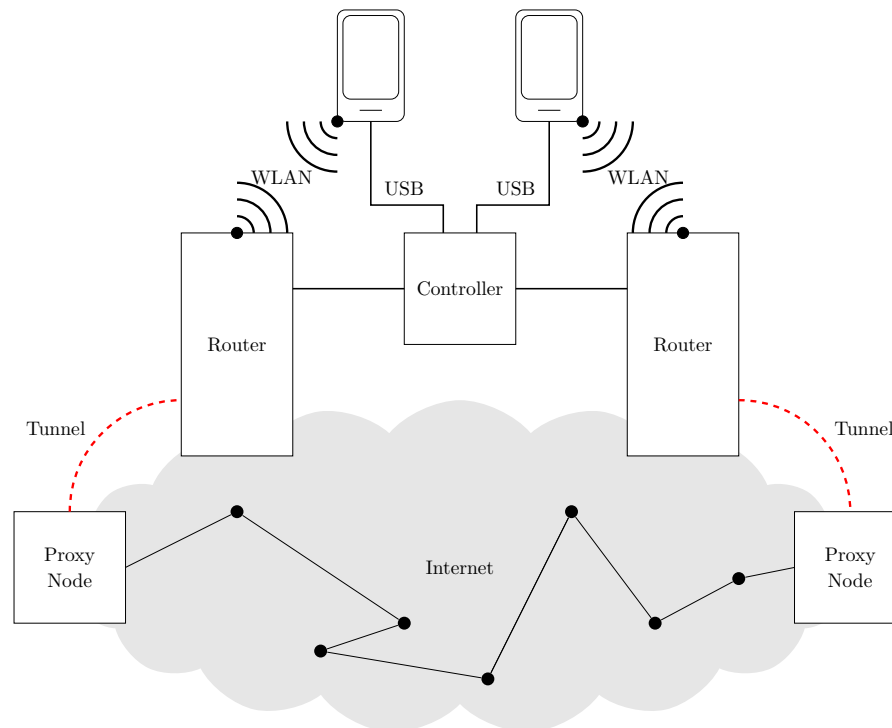 WLAN
USB
USB
WLAN
Controller
Router
Router
Tunnel
Tunnel
Proxy
Node
Internet
Proxy
Node